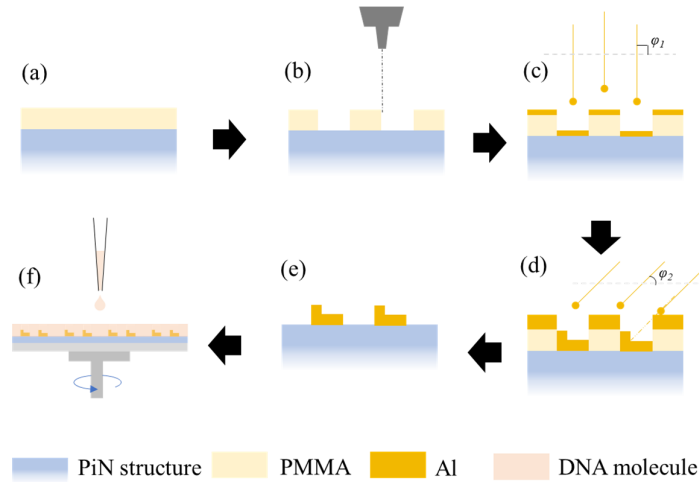 (a)
(b)
(c)
φ1
(f)
(e)
(d)
φ2
PiN structure
PMMA
Al
DNA molecule